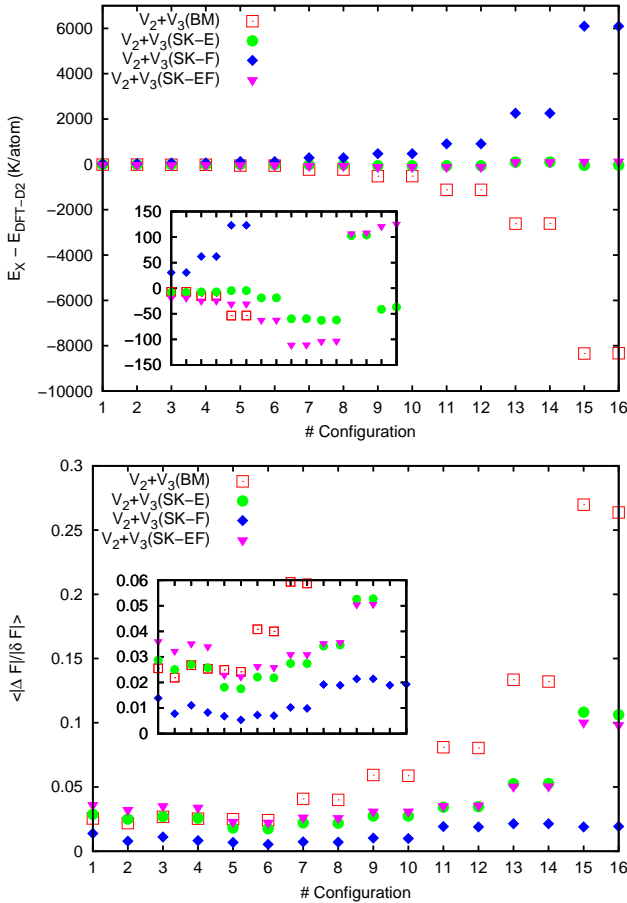 V2+V3(BM)
V2+V3(SK−E)
V2+V3(SK−F)
V2+V3(SK−EF)
6000
4000
2000
0
−2000
−4000
−6000
−8000
−10000
E_X − E_DFT−D2 (K/atom)
150
100
50
0
−50
−100
−150
1 2 3 4 5 6 7 8 9 10 11 12 13 14 15 16
# Configuration
V2+V3(BM)
V2+V3(SK−E)
V2+V3(SK−F)
V2+V3(SK−EF)
0.3
0.25
0.2
0.15
0.1
0.05
0
<|Δ F|/|δ F|>
0.06
0.05
0.04
0.03
0.02
0.01
0
1 2 3 4 5 6 7 8 9 10 11 12 13 14 15 16
# Configuration